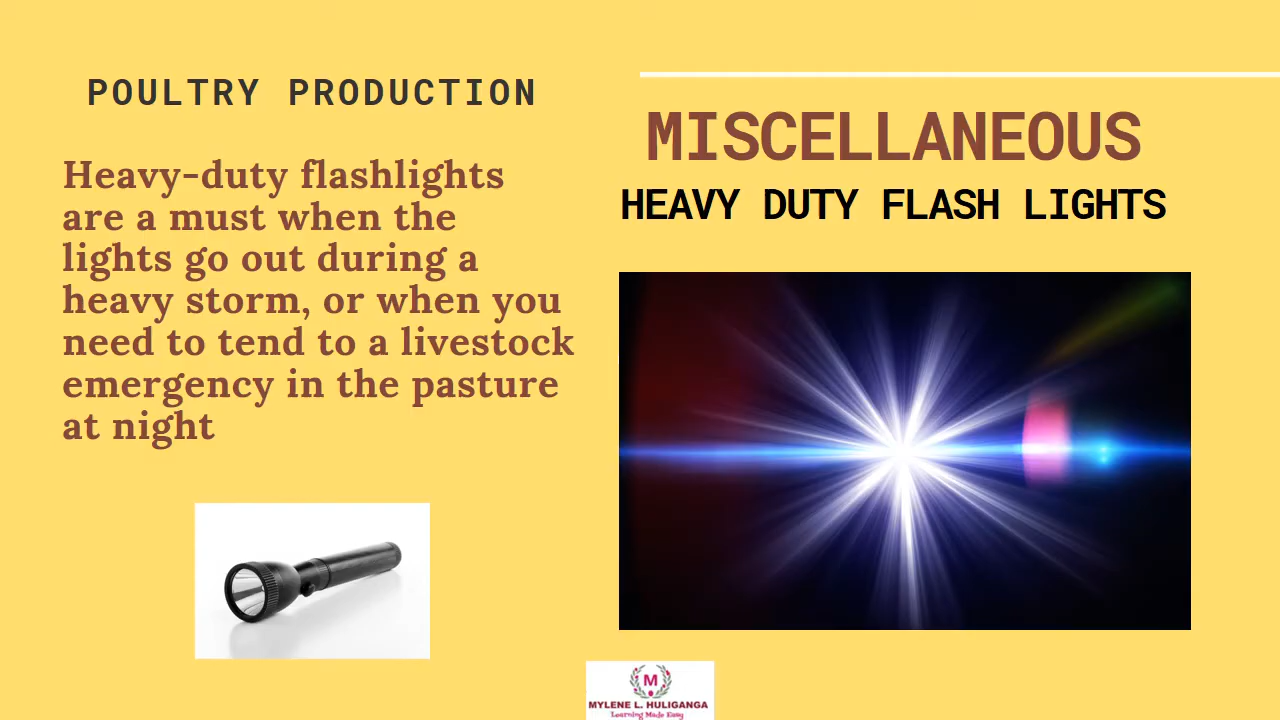 POULTRY PRODUCTION
Heavy-duty flashlights
are a must when the
lights go out during a
heavy storm, or when you
need to tend to a livestock
emergency in the pasture
at night
MISCELLANEOUS
HEAVY DUTY FLASH LIGHTS
M
MYLENE L. HULIGANGA
Learning Made Easy